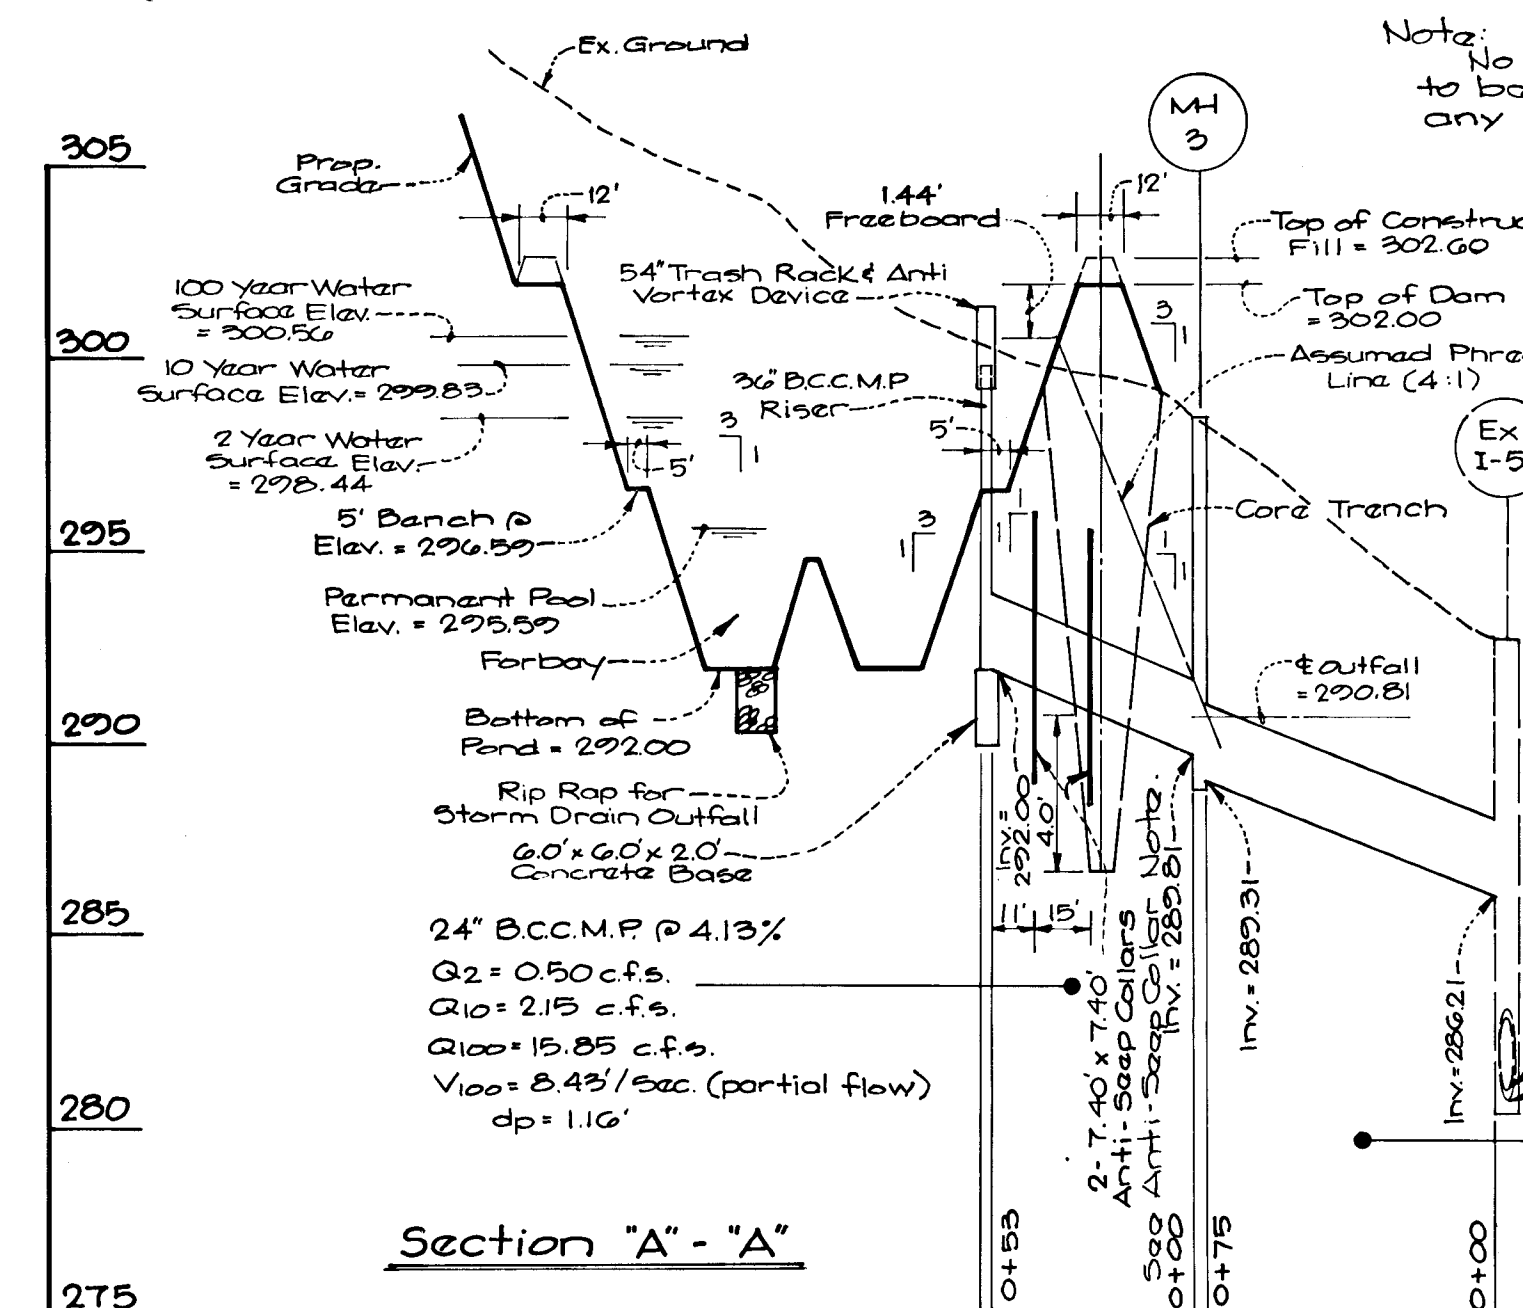 Ex. Ground
Note:
No
to
any
MH
3
305
Prop.
Grade
12'
1.44'
Freeboard
12'
Top of
Fill = 302.60
100 Year Water
Surface Elev.
= 300.56
54" Trash Rack & Anti
Vortex Device
Top of Dam
= 302.00
300
10 Year Water
Surface Elev. = 299.83
36" B.C.C.M.P
Riser
3
1
Assumed
Line (4:1)
2 Year Water
Surface Elev.
= 298.44
3
1
5'
5'
Ex
I-5
5' Bench @
Elev. = 296.59
295
3
1
1
1
1
1
Core Trench
Permanent Pool
Elev. = 295.59
Forbay
₵ outfall
= 290.81
290
Bottom of
Pond = 292.00
Rip Rap for
Storm Drain Outfall
6.0' x 6.0' x 2.0'
Concrete Base
Inv. =
292.00
4.0'
11'
15'
285
24" B.C.C.M.P. @ 4.13%
Q2 = 0.50 c.f.s.
Q10 = 2.15 c.f.s.
Q100 = 15.85 c.f.s.
V100 = 8.43'/Sec. (partial flow)
dp = 1.16'
2 - 7.40' x 7.40'
Anti-Seep Collars
See Anti-Seep Collar Note.
Inv. = 289.81
Inv. = 289.31
Inv. = 286.21
280
Section "A" - "A"
0+53
0+00
0+75
0+00
275